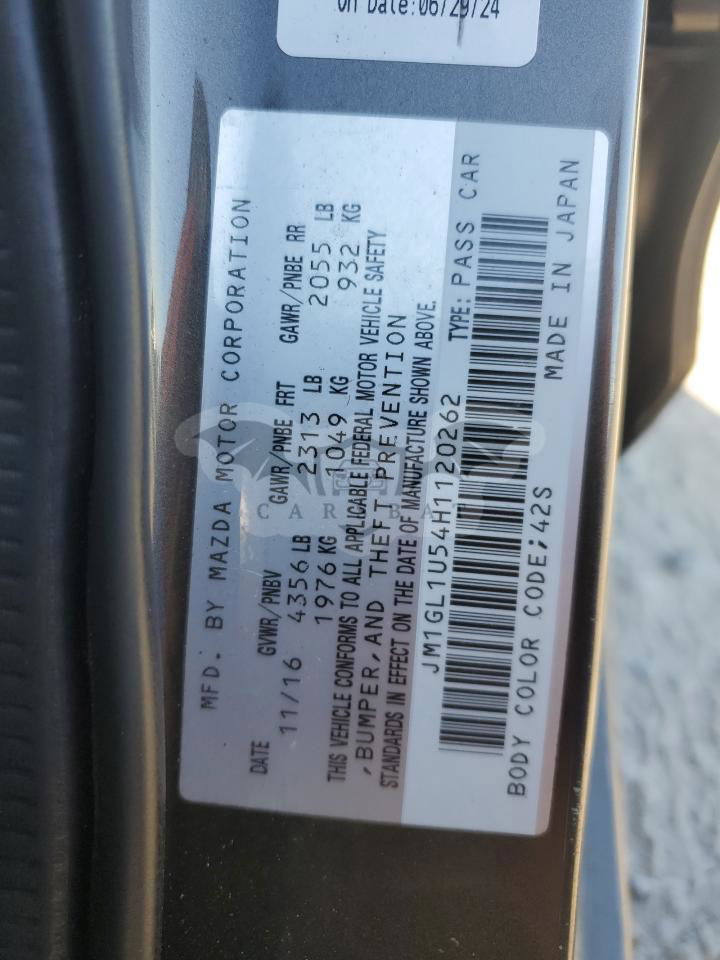 On Date:06/29/24
MFD. BY MAZDA MOTOR CORPORATION
DATE GVWR/PNBV GAWR/PNBE FRT GAWR/PNBE RR
11/16 4356 LB 2313 LB 2055 LB
1976 KG 1049 KG 932 KG
THIS VEHICLE CONFORMS TO ALL APPLICABLE FEDERAL MOTOR VEHICLE SAFETY
,BUMPER,AND THEFT PREVENTION
STANDARDS IN EFFECT ON THE DATE OF MANUFACTURE SHOWN ABOVE.
JM1GL1U54H1120262 TYPE: PASS CAR
BODY COLOR CODE;42S MADE IN JAPAN
CAR BAT